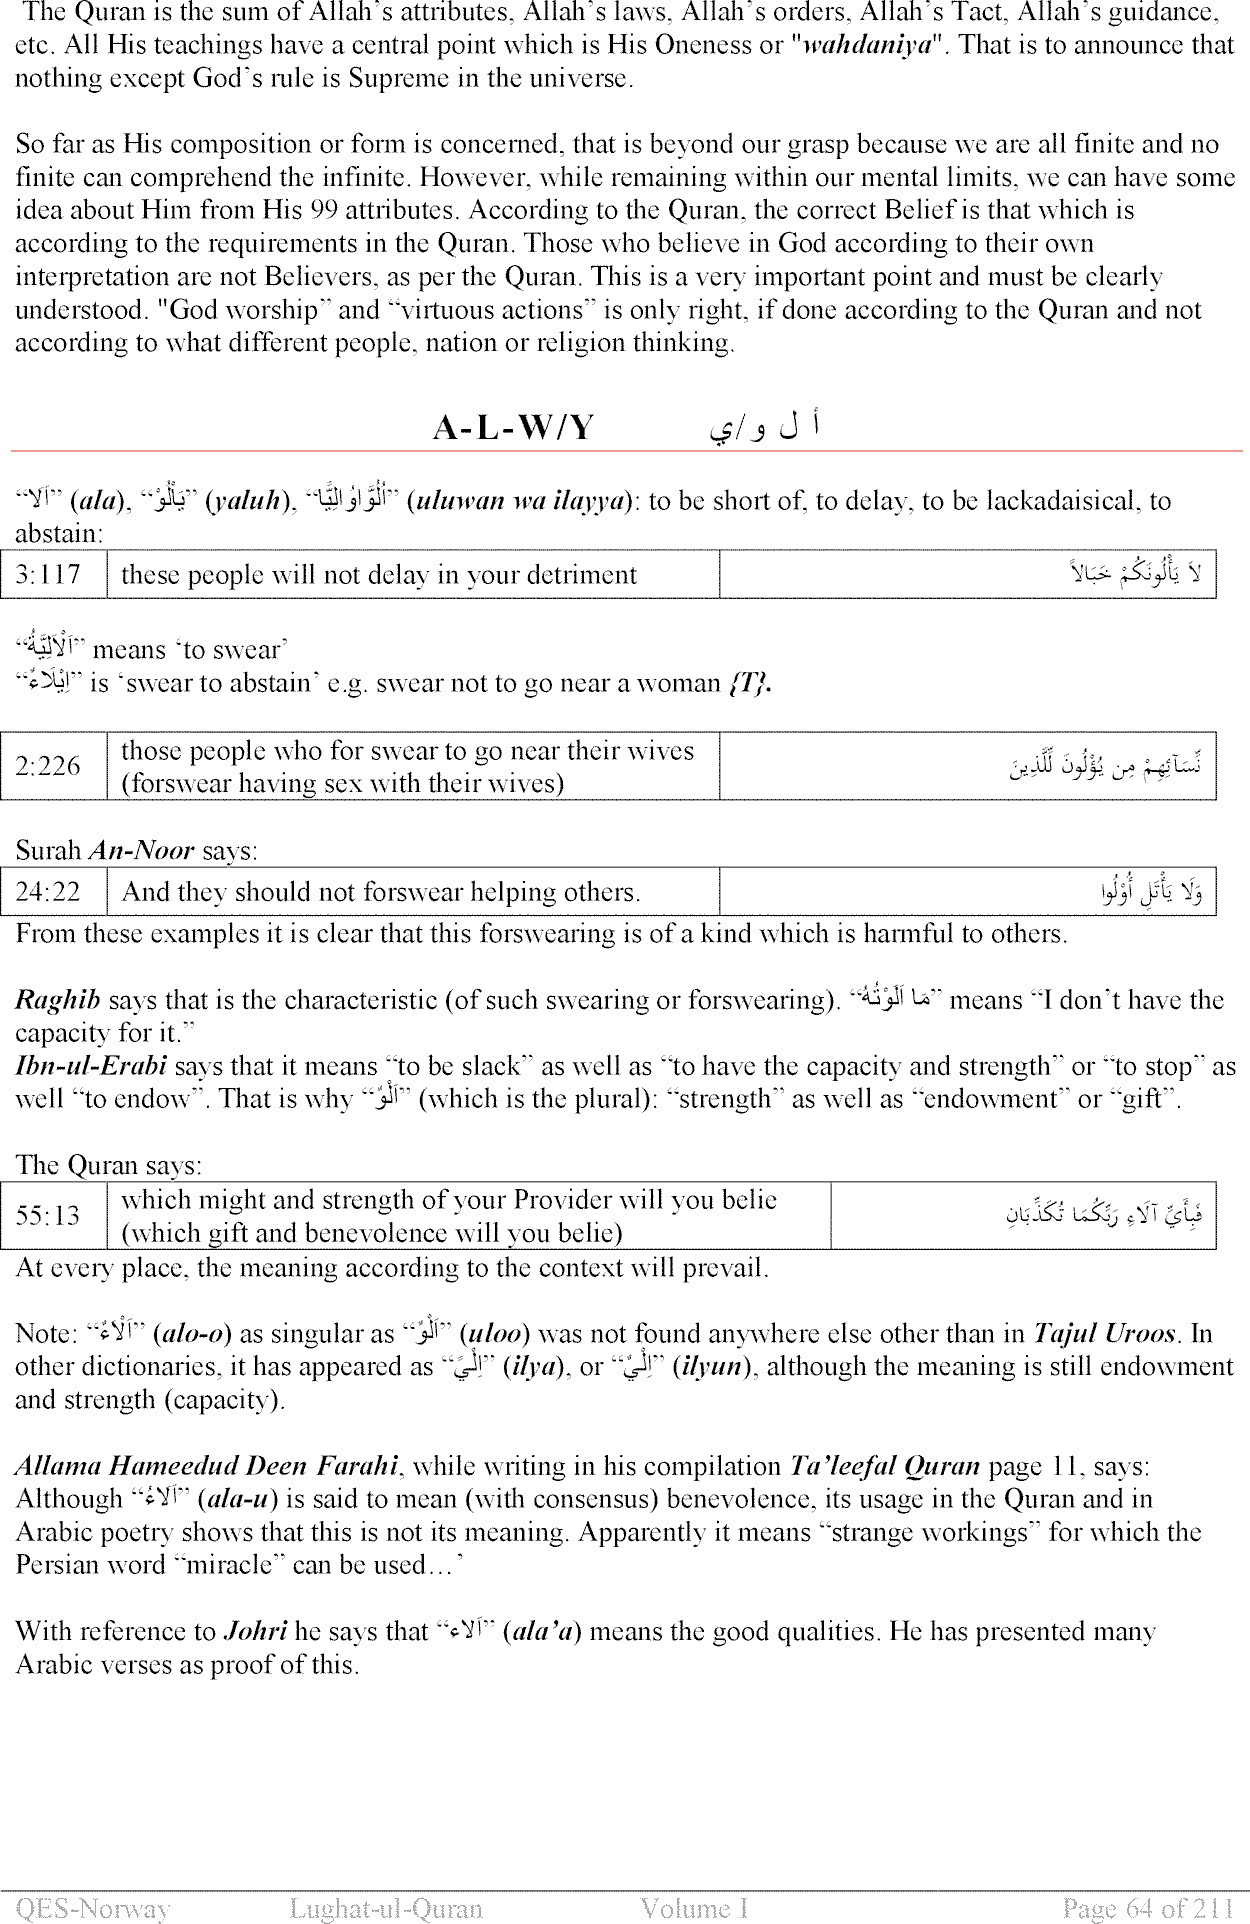 The Quran is the sum of Allah's attributes, Allah's laws, Allah's orders, Allah's Tact, Allah's guidance,
etc. All His teachings have a central point which is His Oneness or "wahdaniya". That is to announce that
nothing except God's rule is Supreme in the universe.
So far as His composition or form is concerned, that is beyond our grasp because we are all finite and no
finite can comprehend the infinite. However, while remaining within our mental limits, we can have some
idea about Him from His 99 attributes. According to the Quran, the correct Belief is that which is
according to the requirements in the Quran. Those who believe in God according to their own
interpretation are not Believers, as per the Quran. This is a very important point and must be clearly
understood. "God worship” and “virtuous actions” is only right, if done according to the Quran and not
according to what different people, nation or religion thinking.
A-L-W/Y أ ل و/ي
“اَلَا” (ala), “يَأْلُوْ” (yaluh), “اُلُوًّا وَّ اُلِيًّا” (uluwan wa ilayya): to be short of, to delay, to be lackadaisical, to
abstain:
3:117 these people will not delay in your detriment لاَ يَأْلُونَكُمْ خَبَالاً
“اَلْاَلِيَّةُ” means ‘to swear’
“اِيْلَاءٌ” is ‘swear to abstain’ e.g. swear not to go near a woman {T}.
2:226 those people who for swear to go near their wives
(forswear having sex with their wives) نِّسَآئِهِمْ مِن يُؤْلُونَ لِّلَّذِينَ
Surah An-Noor says:
24:22 And they should not forswear helping others. وَلَا يَأْتَلِ أُوْلُوا
From these examples it is clear that this forswearing is of a kind which is harmful to others.
Raghib says that is the characteristic (of such swearing or forswearing). “مَا اَلَوْتُهُ” means “I don’t have the
capacity for it.”
Ibn-ul-Erabi says that it means “to be slack” as well as “to have the capacity and strength” or “to stop” as
well “to endow”. That is why “اَلْوٌ” (which is the plural): “strength” as well as “endowment” or “gift”.
The Quran says:
55:13 which might and strength of your Provider will you belie
(which gift and benevolence will you belie) فَبِأَيِّ آلَاءِ رَبِّكُمَا تُكَذِّبَانِ
At every place, the meaning according to the context will prevail.
Note: “اَلْاَءُ” (alo-o) as singular as “اَلْوٌ” (uloo) was not found anywhere else other than in Tajul Uroos. In
other dictionaries, it has appeared as “اِلْيَ” (ilya), or “اِلْيٌ” (ilyun), although the meaning is still endowment
and strength (capacity).
Allama Hameedud Deen Farahi, while writing in his compilation Ta’leefal Quran page 11, says:
Although “اَلَاءُ” (ala-u) is said to mean (with consensus) benevolence, its usage in the Quran and in
Arabic poetry shows that this is not its meaning. Apparently it means “strange workings” for which the
Persian word “miracle” can be used…’
With reference to Johri he says that “اَلاء” (ala’a) means the good qualities. He has presented many
Arabic verses as proof of this.
QES-Norway Lughat-ul-Quran Volume I Page 64 of 211